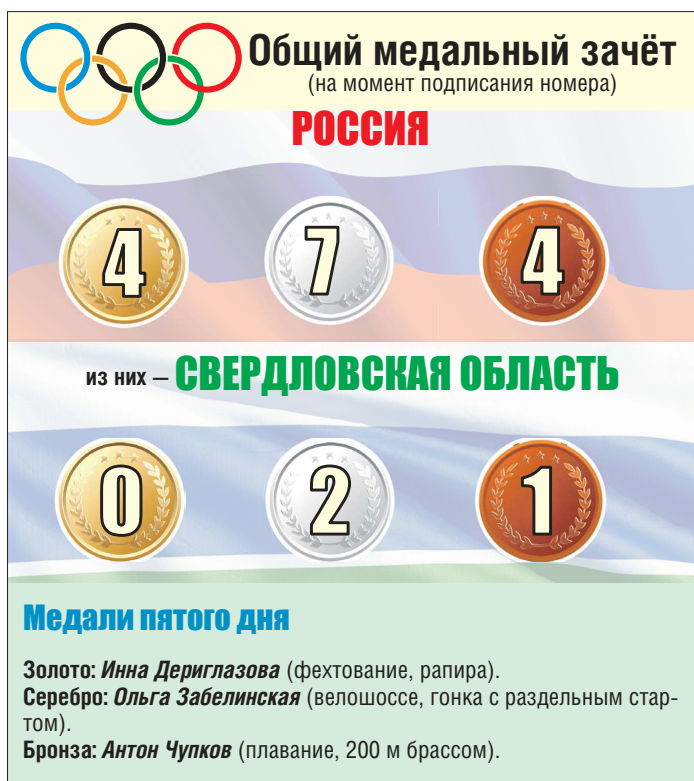 Общий медальный зачёт
(на момент подписания номера)
РОССИЯ
4 7 4
из них – СВЕРДЛОВСКАЯ ОБЛАСТЬ
0 2 1
Медали пятого дня
Золото: Инна Дериглазова (фехтование, рапира).
Серебро: Ольга Забелинская (велошоссе, гонка с раздельным стар-
том).
Бронза: Антон Чупков (плавание, 200 м брассом).